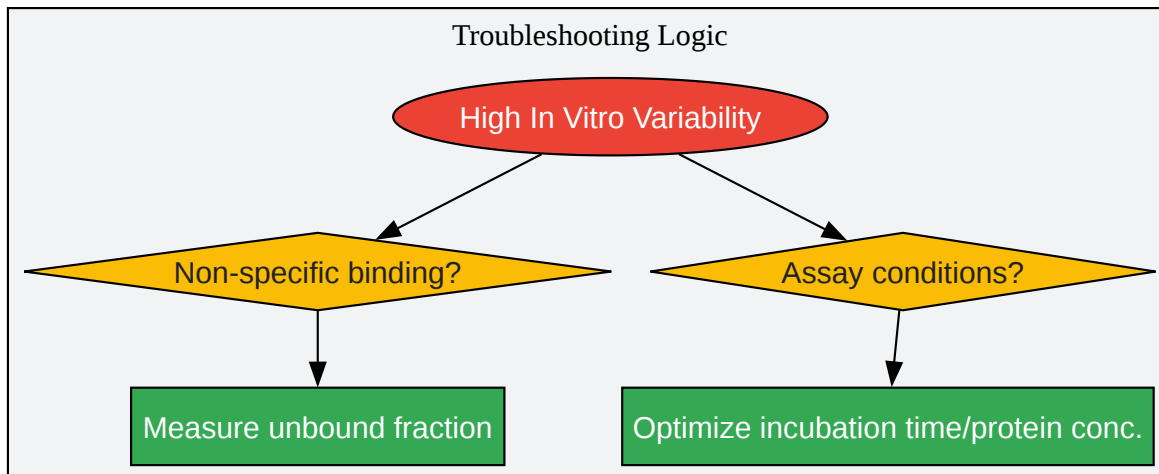 Troubleshooting Logic
High In Vitro Variability
Non-specific binding?
Assay conditions?
Measure unbound fraction
Optimize incubation time/protein conc.